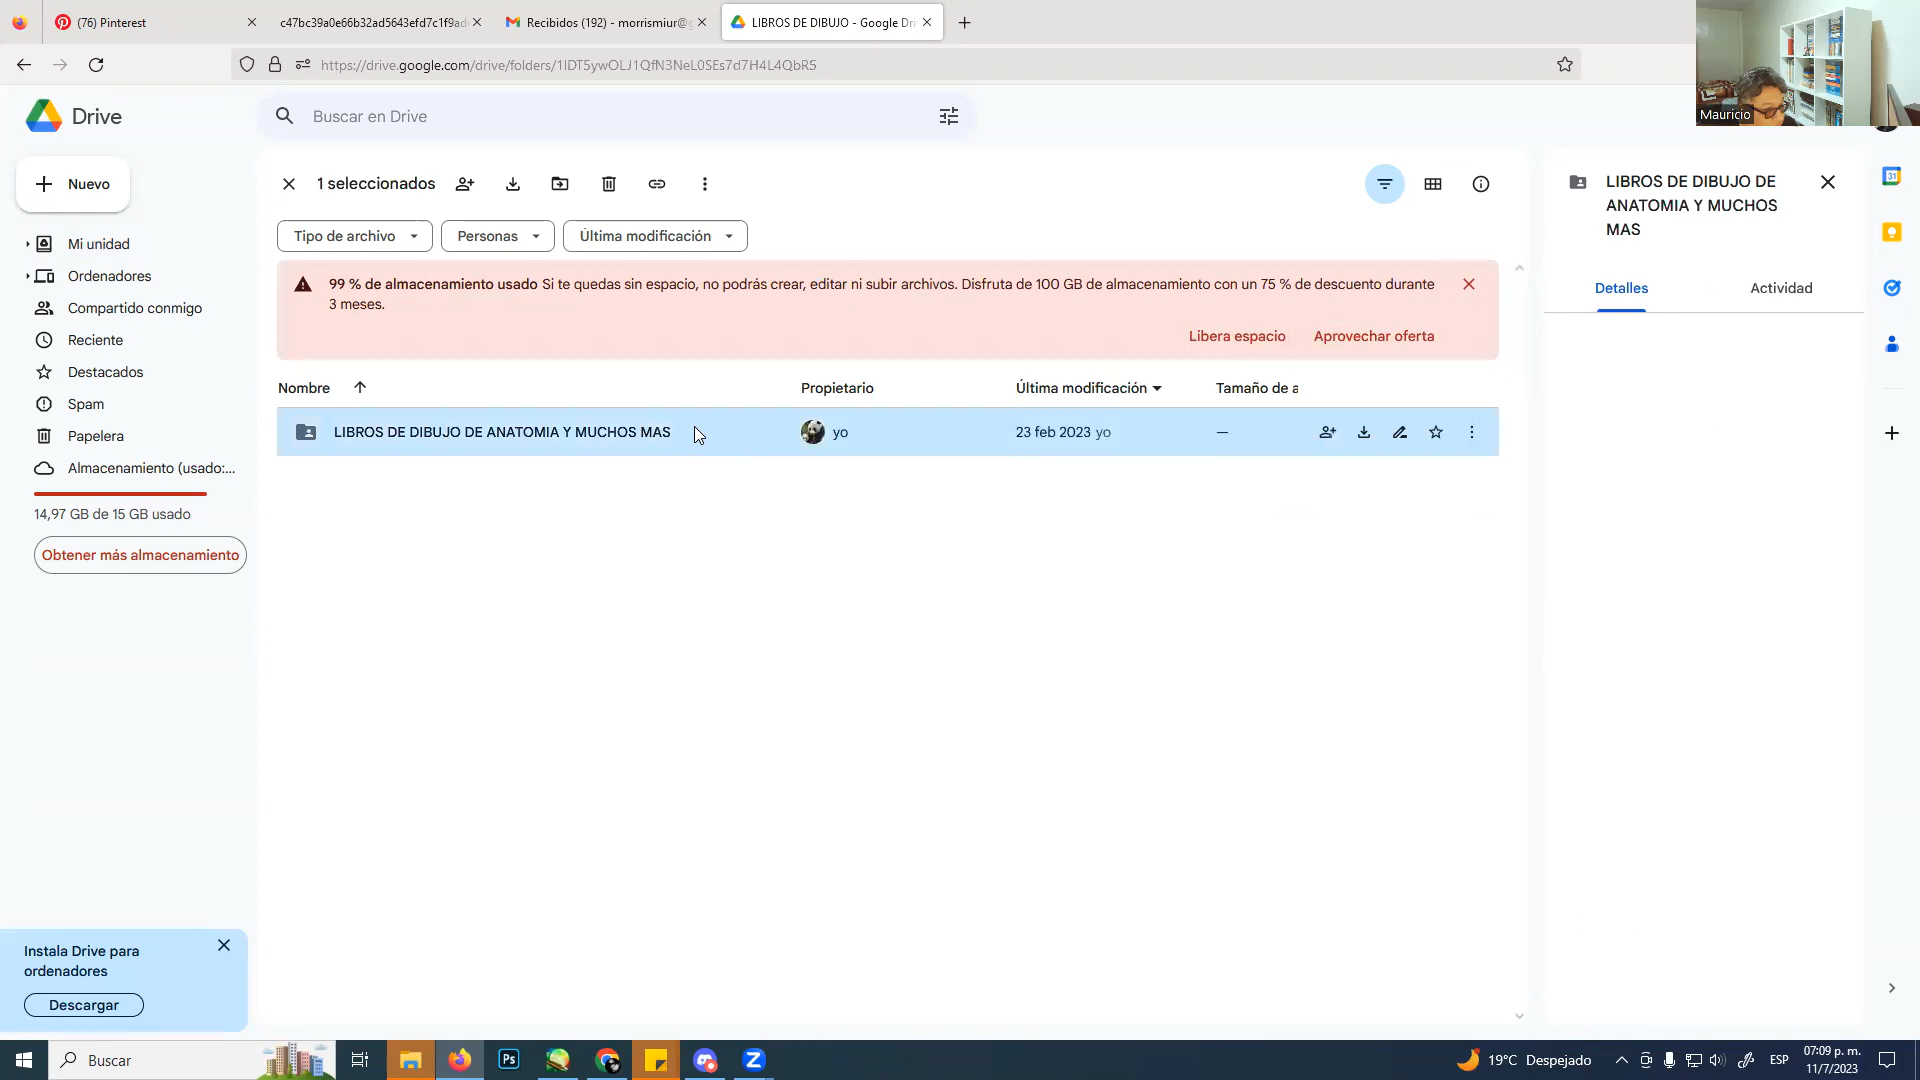 (76) Pinterest
c47bc39a0e66b32ad5643efd7c1f9ad
Recibidos (192) - morrismiur@g
LIBROS DE DIBUJO - Google Dri
https://drive.google.com/drive/folders/1IDT5ywOLJ1QfN3NeL0SEs7d7H4L4QbR5
Mauricio
Drive
Buscar en Drive
Nuevo
1 seleccionados
Tipo de archivo
Personas
Última modificación
99 % de almacenamiento usado Si te quedas sin espacio, no podrás crear, editar ni subir archivos. Disfruta de 100 GB de almacenamiento con un 75 % de descuento durante
3 meses.
Libera espacio
Aprovechar oferta
Nombre
Propietario
Última modificación
Tamaño de a
LIBROS DE DIBUJO DE ANATOMIA Y MUCHOS MAS
yo
23 feb 2023 yo
—
Mi unidad
Ordenadores
Compartido conmigo
Reciente
Destacados
Spam
Papelera
Almacenamiento (usado:...
14,97 GB de 15 GB usado
Obtener más almacenamiento
Instala Drive para
ordenadores
Descargar
LIBROS DE DIBUJO DE
ANATOMIA Y MUCHOS
MAS
Detalles
Actividad
31
Buscar
Ps
Z
19°C Despejado
ESP
07:09 p. m.
11/7/2023